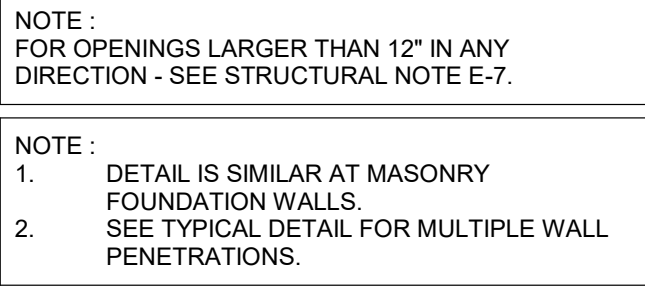 NOTE :
FOR OPENINGS LARGER THAN 12" IN ANY
DIRECTION - SEE STRUCTURAL NOTE E-7.
NOTE :
1. DETAIL IS SIMILAR AT MASONRY
FOUNDATION WALLS.
2. SEE TYPICAL DETAIL FOR MULTIPLE WALL
PENETRATIONS.